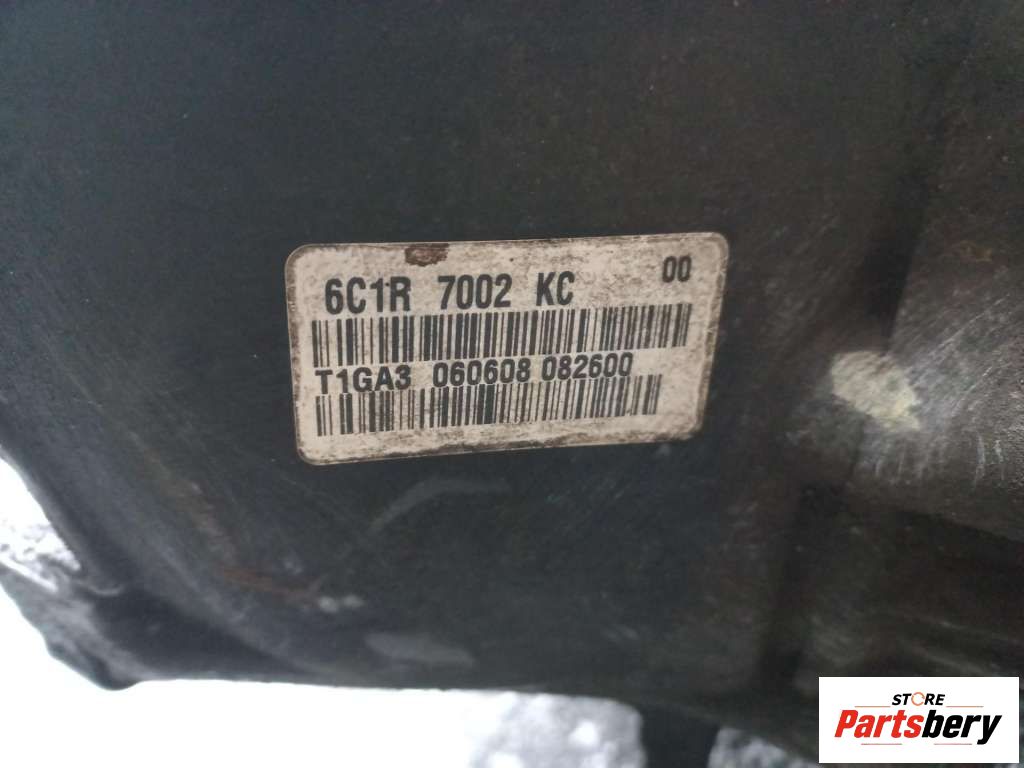 6C1R 7002 KC 00
T1GA3 060608 082600
STORE
Partsbery